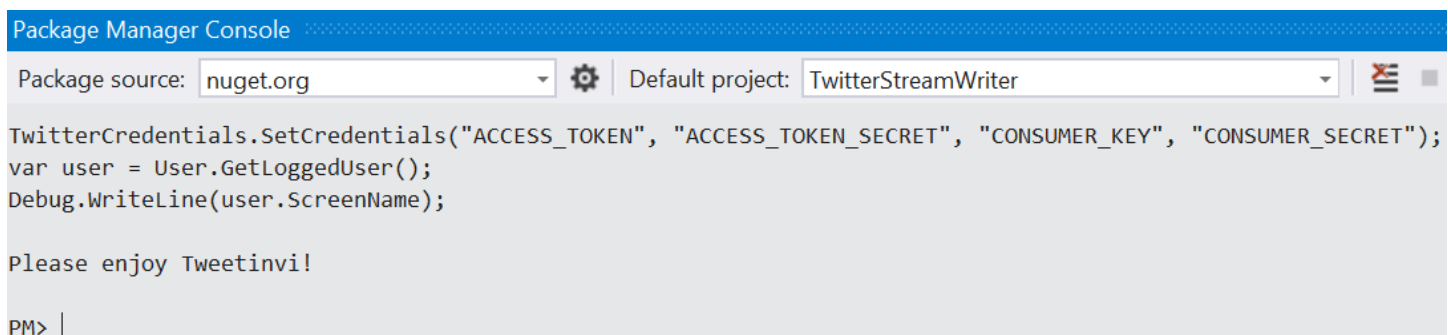 Package Manager Console
Package source: nuget.org Default project: TwitterStreamWriter
TwitterCredentials.SetCredentials("ACCESS_TOKEN", "ACCESS_TOKEN_SECRET", "CONSUMER_KEY", "CONSUMER_SECRET");
var user = User.GetLoggedUser();
Debug.WriteLine(user.ScreenName);
Please enjoy Tweetinvi!
PM>